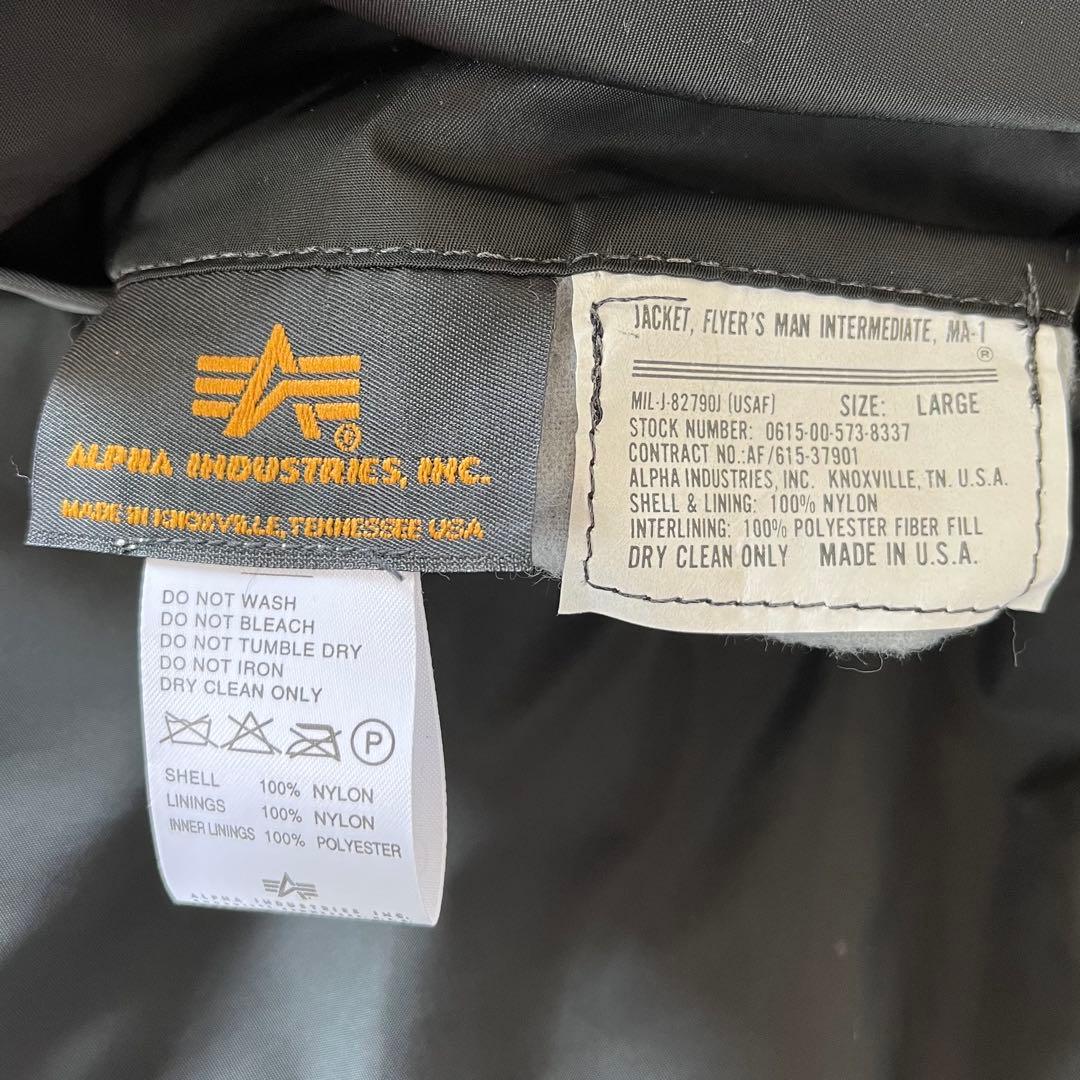 ALPHA INDUSTRIES, INC.
MADE IN KNOXVILLE, TENNESSEE USA
JACKET, FLYER'S MAN INTERMEDIATE, MA-1
®
MIL-J-82790J (USAF) SIZE: LARGE
STOCK NUMBER: 0615-00-573-8337
CONTRACT NO.:AF/615-37901
ALPHA INDUSTRIES, INC. KNOXVILLE, TN. U.S.A.
SHELL & LINING: 100% NYLON
INTERLINING: 100% POLYESTER FIBER FILL
DRY CLEAN ONLY MADE IN U.S.A.
DO NOT WASH
DO NOT BLEACH
DO NOT TUMBLE DRY
DO NOT IRON
DRY CLEAN ONLY
P
SHELL 100% NYLON
LININGS 100% NYLON
INNER LININGS 100% POLYESTER
ALPHA INDUSTRIES INC.